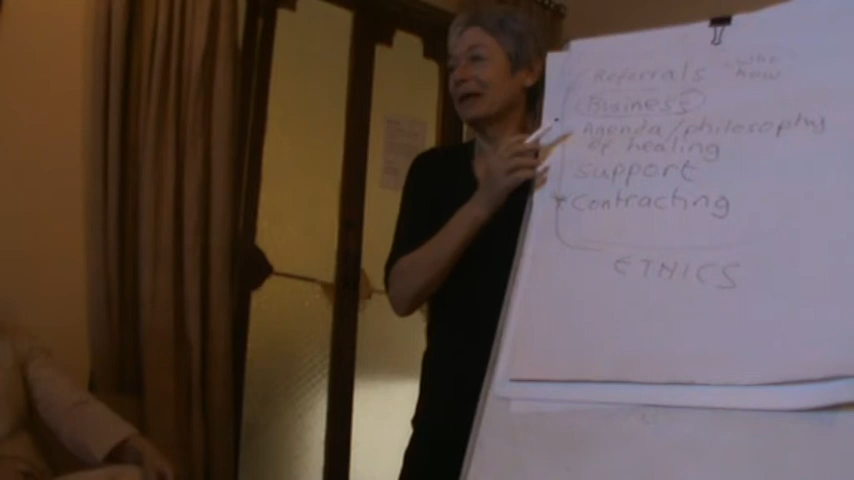 Referrals - who
how
Business
Agenda/philosophy
of healing
support
* Contracting
ETHICS